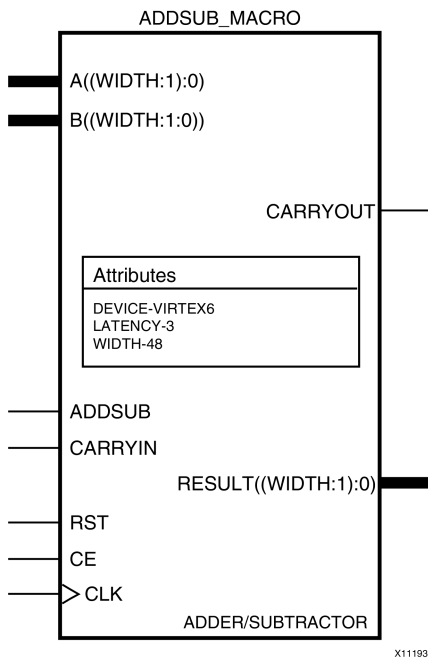 ADDSUB_MACRO
A((WIDTH:1):0)
B((WIDTH:1:0))
CARRYOUT
Attributes
DEVICE-VIRTEX6
LATENCY-3
WIDTH-48
ADDSUB
CARRYIN
RESULT((WIDTH:1):0)
RST
CE
CLK
ADDER/SUBTRACTOR
X11193